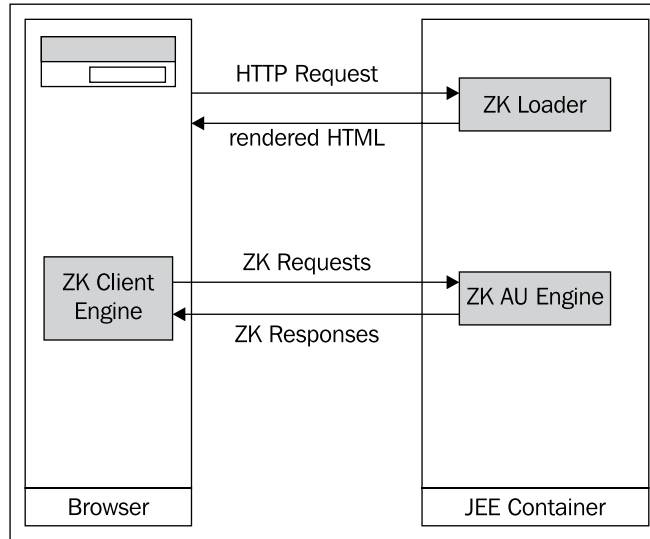 HTTP Request
ZK Loader
rendered HTML
ZK Client
Engine
ZK Requests
ZK AU Engine
ZK Responses
Browser
JEE Container